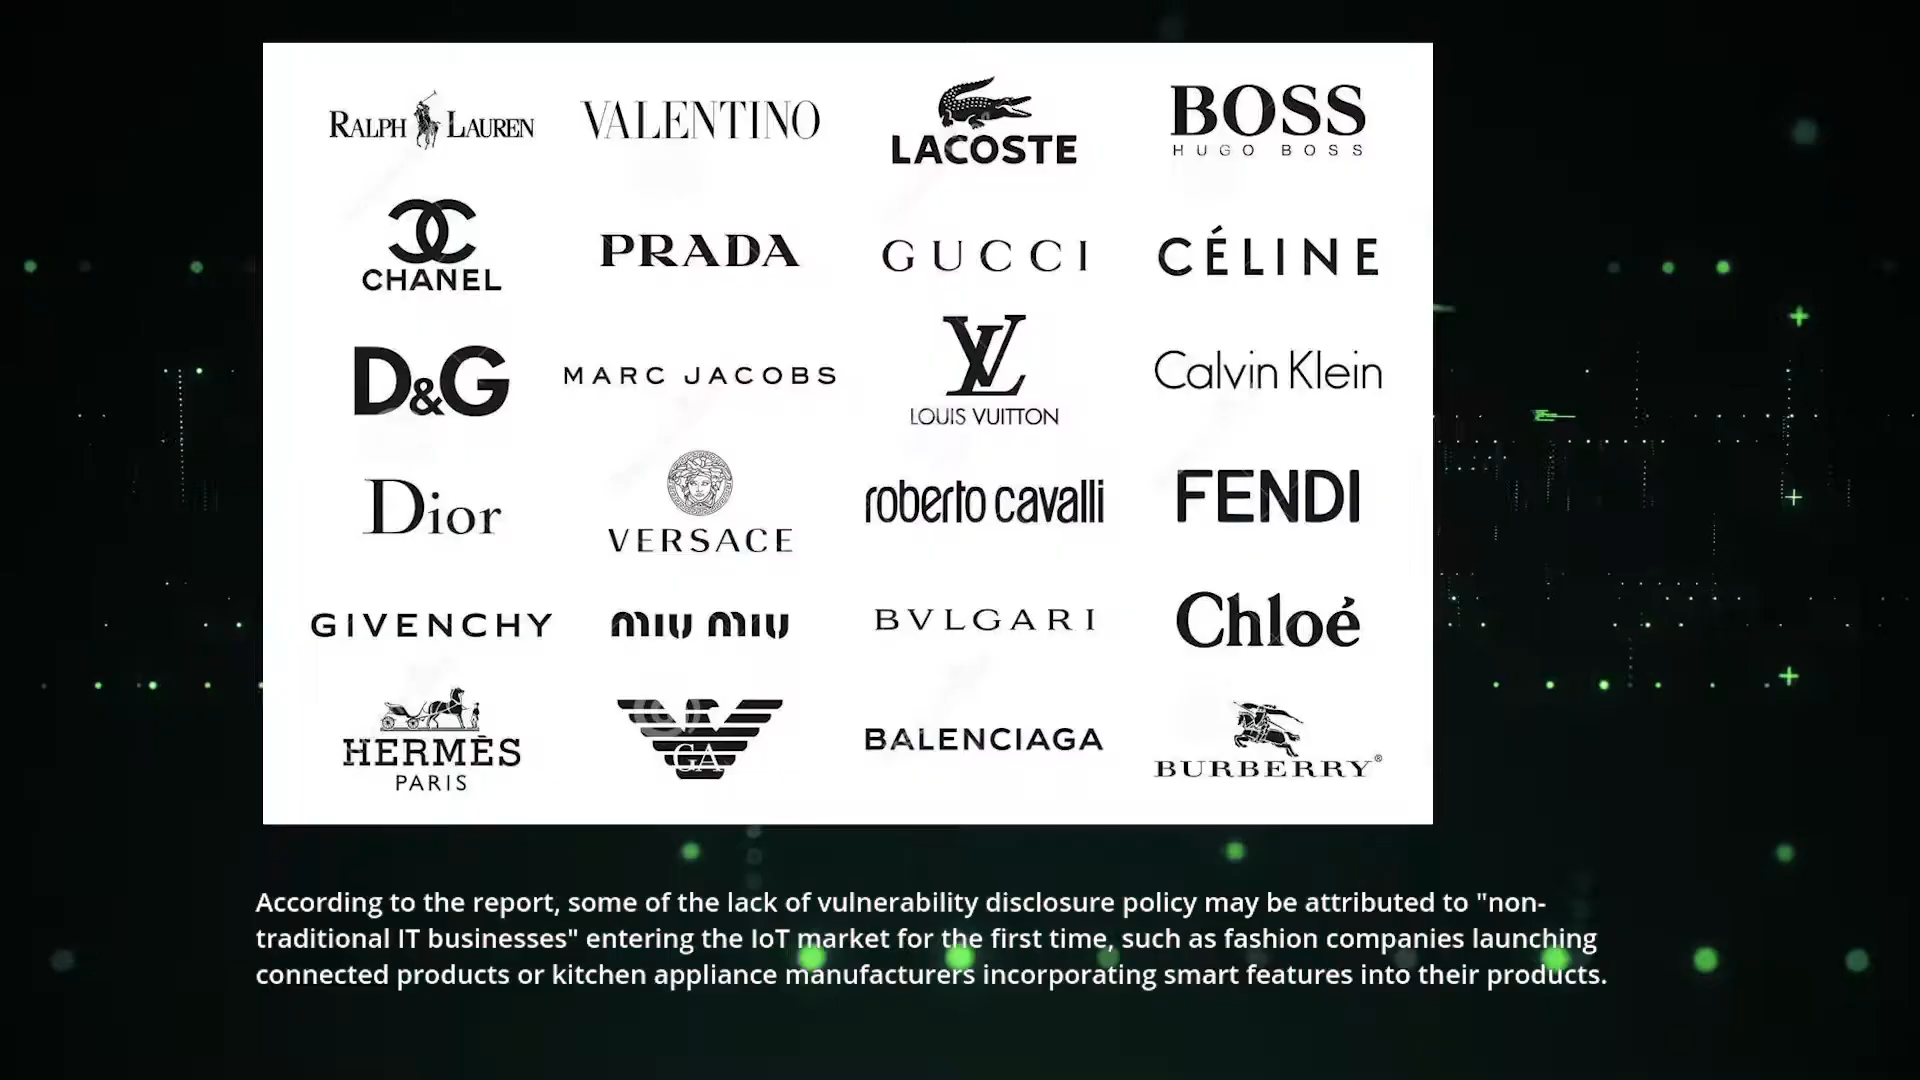 RALPH LAUREN
VALENTINO
LACOSTE
BOSS
HUGO BOSS
CHANEL
PRADA
GUCCI
CÉLINE
D&G
MARC JACOBS
LV
LOUIS VUITTON
Calvin Klein
Dior
VERSACE
roberto cavalli
FENDI
GIVENCHY
miu miu
BVLGARI
Chloé
HERMÈS
PARIS
GA
BALENCIAGA
BURBERRY®
According to the report, some of the lack of vulnerability disclosure policy may be attributed to "non-
traditional IT businesses" entering the IoT market for the first time, such as fashion companies launching
connected products or kitchen appliance manufacturers incorporating smart features into their products.